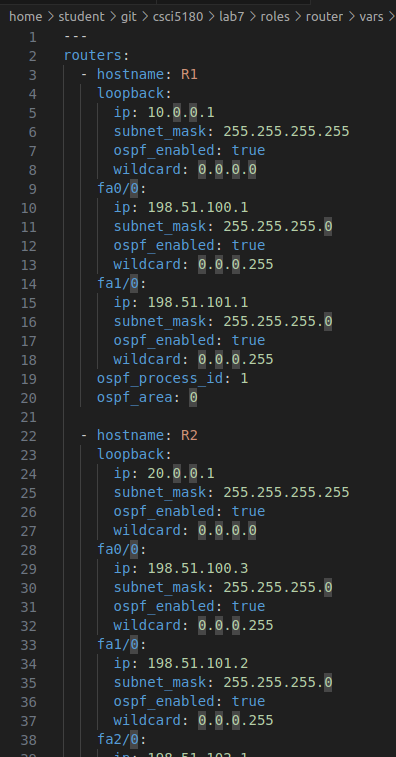 home > student > git > csci5180 > lab7 > roles > router > vars >
1 ---
2 routers:
3   - hostname: R1
4     loopback:
5       ip: 10.0.0.1
6       subnet_mask: 255.255.255.255
7       ospf_enabled: true
8       wildcard: 0.0.0.0
9     fa0/0:
10       ip: 198.51.100.1
11       subnet_mask: 255.255.255.0
12       ospf_enabled: true
13       wildcard: 0.0.0.255
14     fa1/0:
15       ip: 198.51.101.1
16       subnet_mask: 255.255.255.0
17       ospf_enabled: true
18       wildcard: 0.0.0.255
19     ospf_process_id: 1
20     ospf_area: 0
21
22   - hostname: R2
23     loopback:
24       ip: 20.0.0.1
25       subnet_mask: 255.255.255.255
26       ospf_enabled: true
27       wildcard: 0.0.0.0
28     fa0/0:
29       ip: 198.51.100.3
30       subnet_mask: 255.255.255.0
31       ospf_enabled: true
32       wildcard: 0.0.0.255
33     fa1/0:
34       ip: 198.51.101.2
35       subnet_mask: 255.255.255.0
36       ospf_enabled: true
37       wildcard: 0.0.0.255
38     fa2/0:
ip: 198.51.102.1